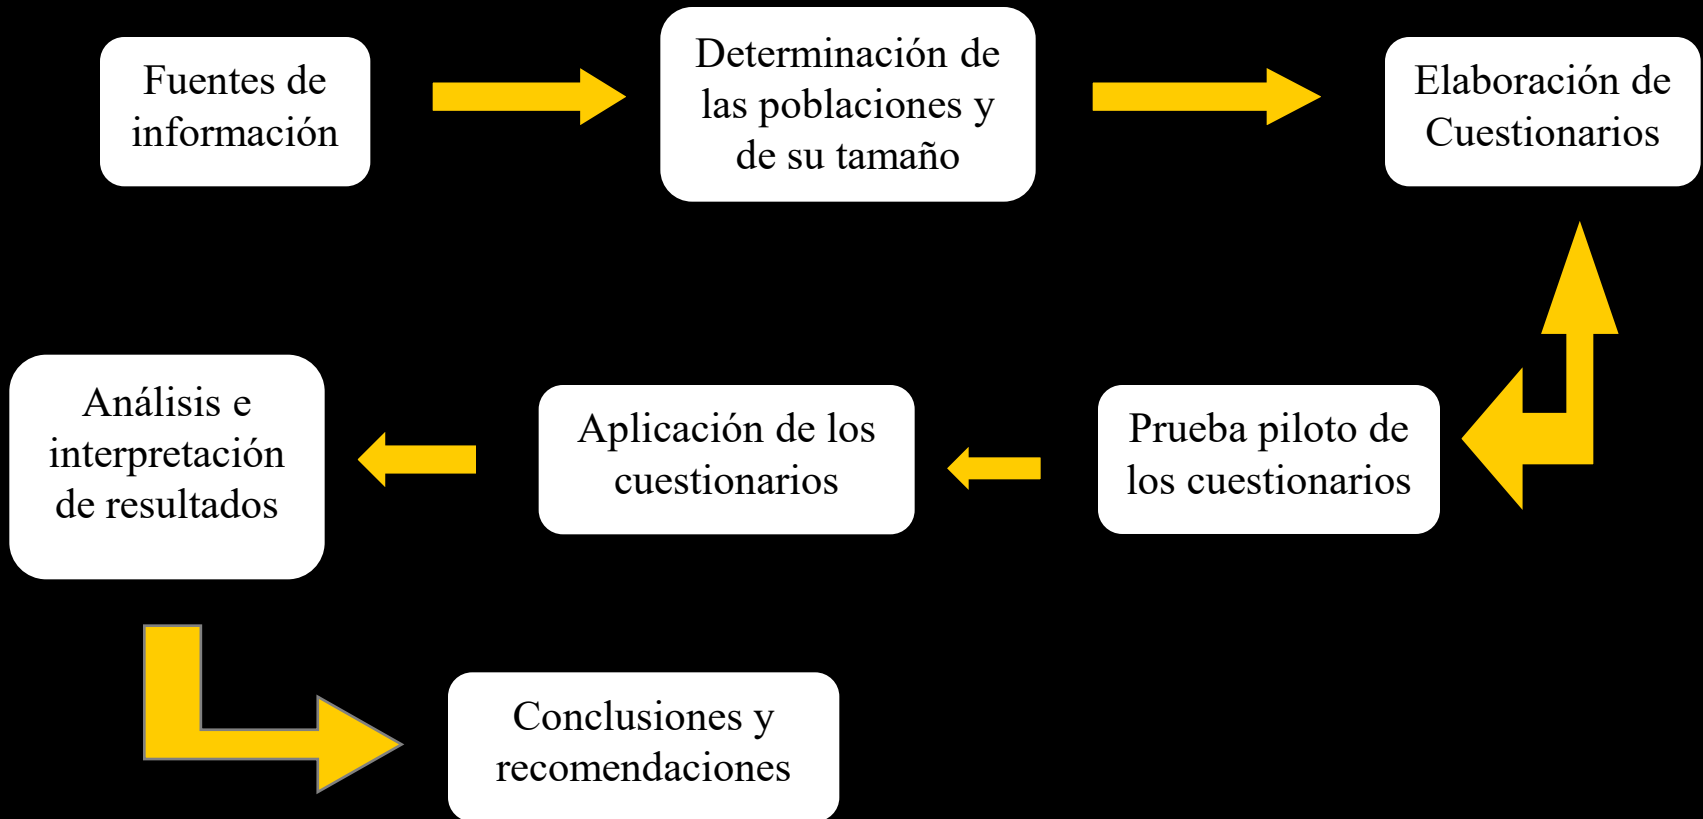 Fuentes de
información
Determinación de
las poblaciones y
de su tamaño
Elaboración de
Cuestionarios
Prueba piloto de
los cuestionarios
Aplicación de los
cuestionarios
Análisis e
interpretación
de resultados
Conclusiones y
recomendaciones